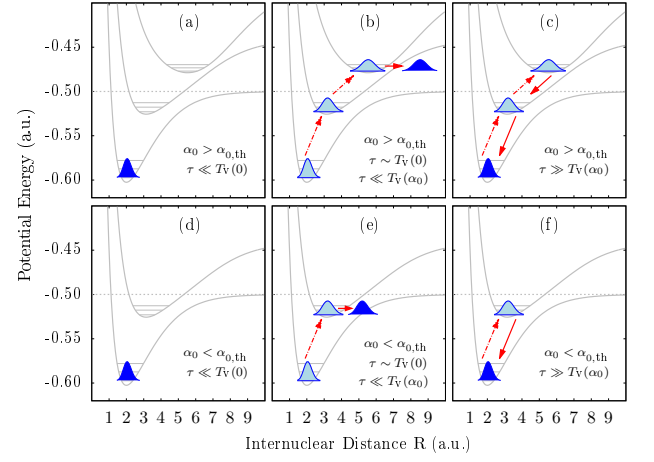 (a) (b) (c)
-0.45
-0.50
-0.55
-0.60
α₀ > α₀,th
τ ≪ Tᵥ(0)
α₀ > α₀,th
τ ∼ Tᵥ(0)
τ ≪ Tᵥ(α₀)
α₀ > α₀,th
τ ≫ Tᵥ(α₀)
Potential Energy (a.u.)
(d) (e) (f)
-0.45
-0.50
-0.55
-0.60
α₀ < α₀,th
τ ≪ Tᵥ(0)
α₀ < α₀,th
τ ∼ Tᵥ(0)
τ ≪ Tᵥ(α₀)
α₀ < α₀,th
τ ≫ Tᵥ(α₀)
1 2 3 4 5 6 7 8 9 1 2 3 4 5 6 7 8 9 1 2 3 4 5 6 7 8 9
Internuclear Distance R (a.u.)